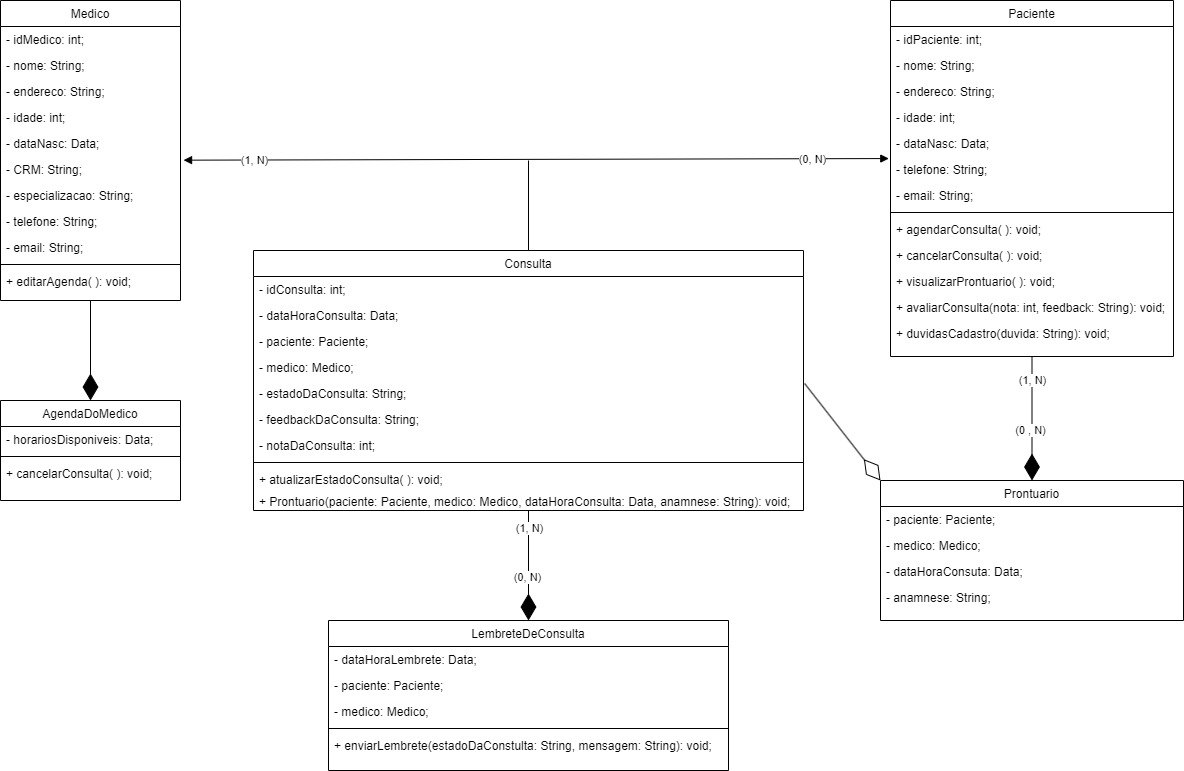 Medico
- idMedico: int;
- nome: String;
- endereco: String;
- idade: int;
- dataNasc: Data;
- CRM: String;
- especializacao: String;
- telefone: String;
- email: String;
+ editarAgenda( ): void;
(1, N)
(0, N)
Paciente
- idPaciente: int;
- nome: String;
- endereco: String;
- idade: int;
- dataNasc: Data;
- telefone: String;
- email: String;
+ agendarConsulta( ): void;
+ cancelarConsulta( ): void;
+ visualizarProntuario( ): void;
+ avaliarConsulta(nota: int, feedback: String): void;
+ duvidasCadastro(duvida: String): void;
Consulta
- idConsulta: int;
- dataHoraConsulta: Data;
- paciente: Paciente;
- medico: Medico;
- estadoDaConsulta: String;
- feedbackDaConsulta: String;
- notaDaConsulta: int;
+ atualizarEstadoConsulta( ): void;
+ Prontuario(paciente: Paciente, medico: Medico, dataHoraConsulta: Data, anamnese: String): void;
AgendaDoMedico
- horariosDisponiveis: Data;
+ cancelarConsulta( ): void;
(1, N)
(0 , N)
Prontuario
- paciente: Paciente;
- medico: Medico;
- dataHoraConsuta: Data;
- anamnese: String;
(1, N)
(0, N)
LembreteDeConsulta
- dataHoraLembrete: Data;
- paciente: Paciente;
- medico: Medico;
+ enviarLembrete(estadoDaConstulta: String, mensagem: String): void;